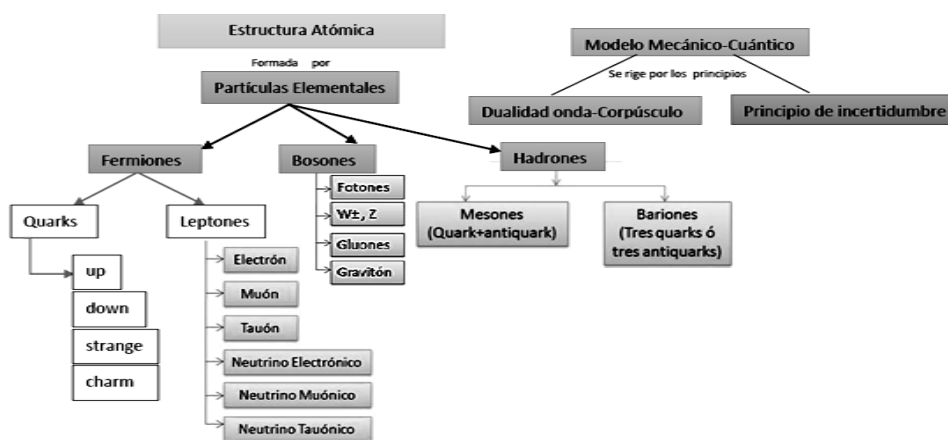 Estructura Atómica
Formada por
Partículas Elementales
Modelo Mecánico-Cuántico
Se rige por los principios
Dualidad onda-Corpúsculo
Principio de incertidumbre
Fermiones
Bosones
Hadrones
Quarks
Leptones
up
down
strange
charm
Electrón
Muón
Tauón
Neutrino Electrónico
Neutrino Muónico
Neutrino Tauónico
Fotones
W±, Z
Gluones
Gravitón
Mesones
(Quark+antiquark)
Bariones
(Tres quarks ó
tres antiquarks)